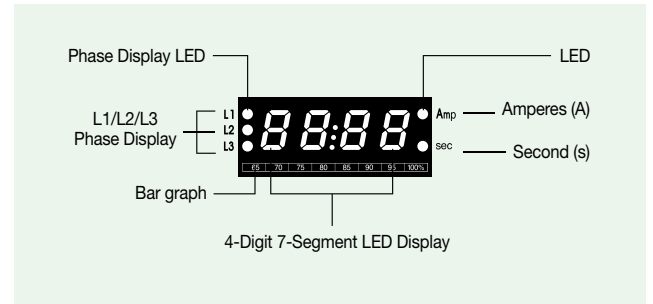 Phase Display LED
LED
L1/L2/L3
Phase Display
L1
L2
L3
88:88
Amp
sec
Amperes (A)
Second (s)
65 70 75 80 85 90 95 100%
Bar graph
4-Digit 7-Segment LED Display